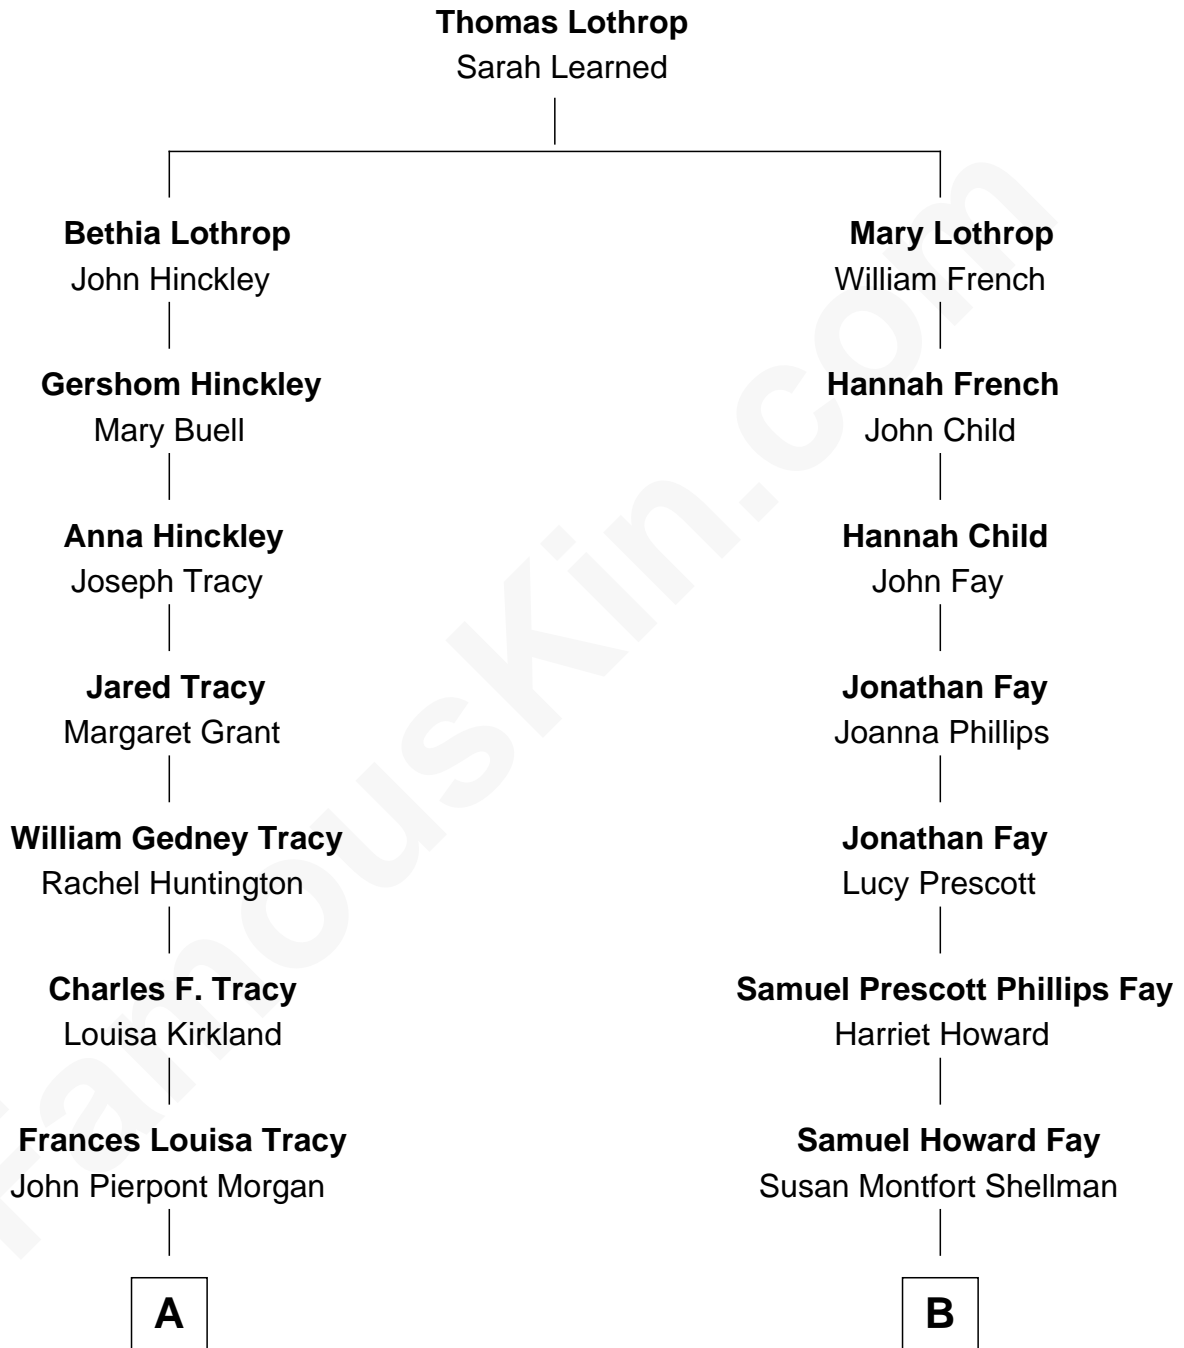 Thomas Lothrop
Sarah Learned
Bethia Lothrop
John Hinckley
Mary Lothrop
William French
Gershom Hinckley
Mary Buell
Hannah French
John Child
Anna Hinckley
Joseph Tracy
Hannah Child
John Fay
Jared Tracy
Margaret Grant
Jonathan Fay
Joanna Phillips
William Gedney Tracy
Rachel Huntington
Jonathan Fay
Lucy Prescott
Charles F. Tracy
Louisa Kirkland
Samuel Prescott Phillips Fay
Harriet Howard
Frances Louisa Tracy
John Pierpont Morgan
Samuel Howard Fay
Susan Montfort Shellman
A
B
FamousKin.com